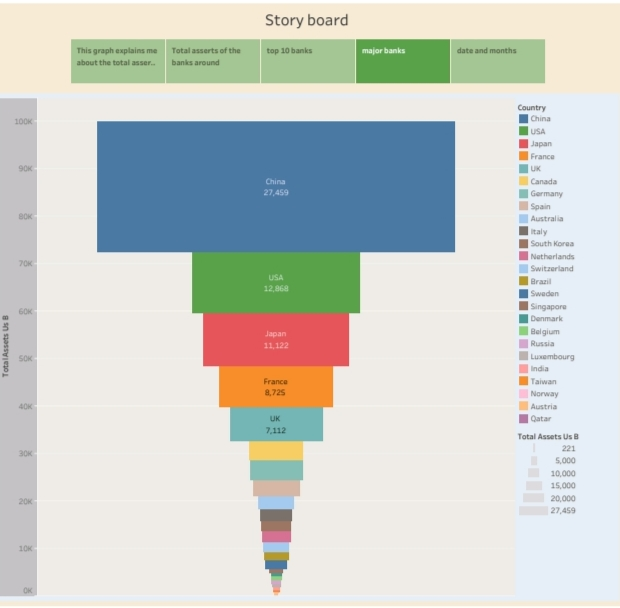 Story board
This graph explains me
about the total asser..
Total asserts of the
banks around
top 10 banks
major banks
date and months
Total Assets Us B
100K
90K
80K
70K
60K
50K
40K
30K
20K
10K
0K
China
27,459
USA
12,868
Japan
11,122
France
8,725
UK
7,112
Country
China
USA
Japan
France
UK
Canada
Germany
Spain
Australia
Italy
South Korea
Netherlands
Switzerland
Brazil
Sweden
Singapore
Denmark
Belgium
Russia
Luxembourg
India
Taiwan
Norway
Austria
Qatar
Total Assets Us B
221
5,000
10,000
15,000
20,000
27,459